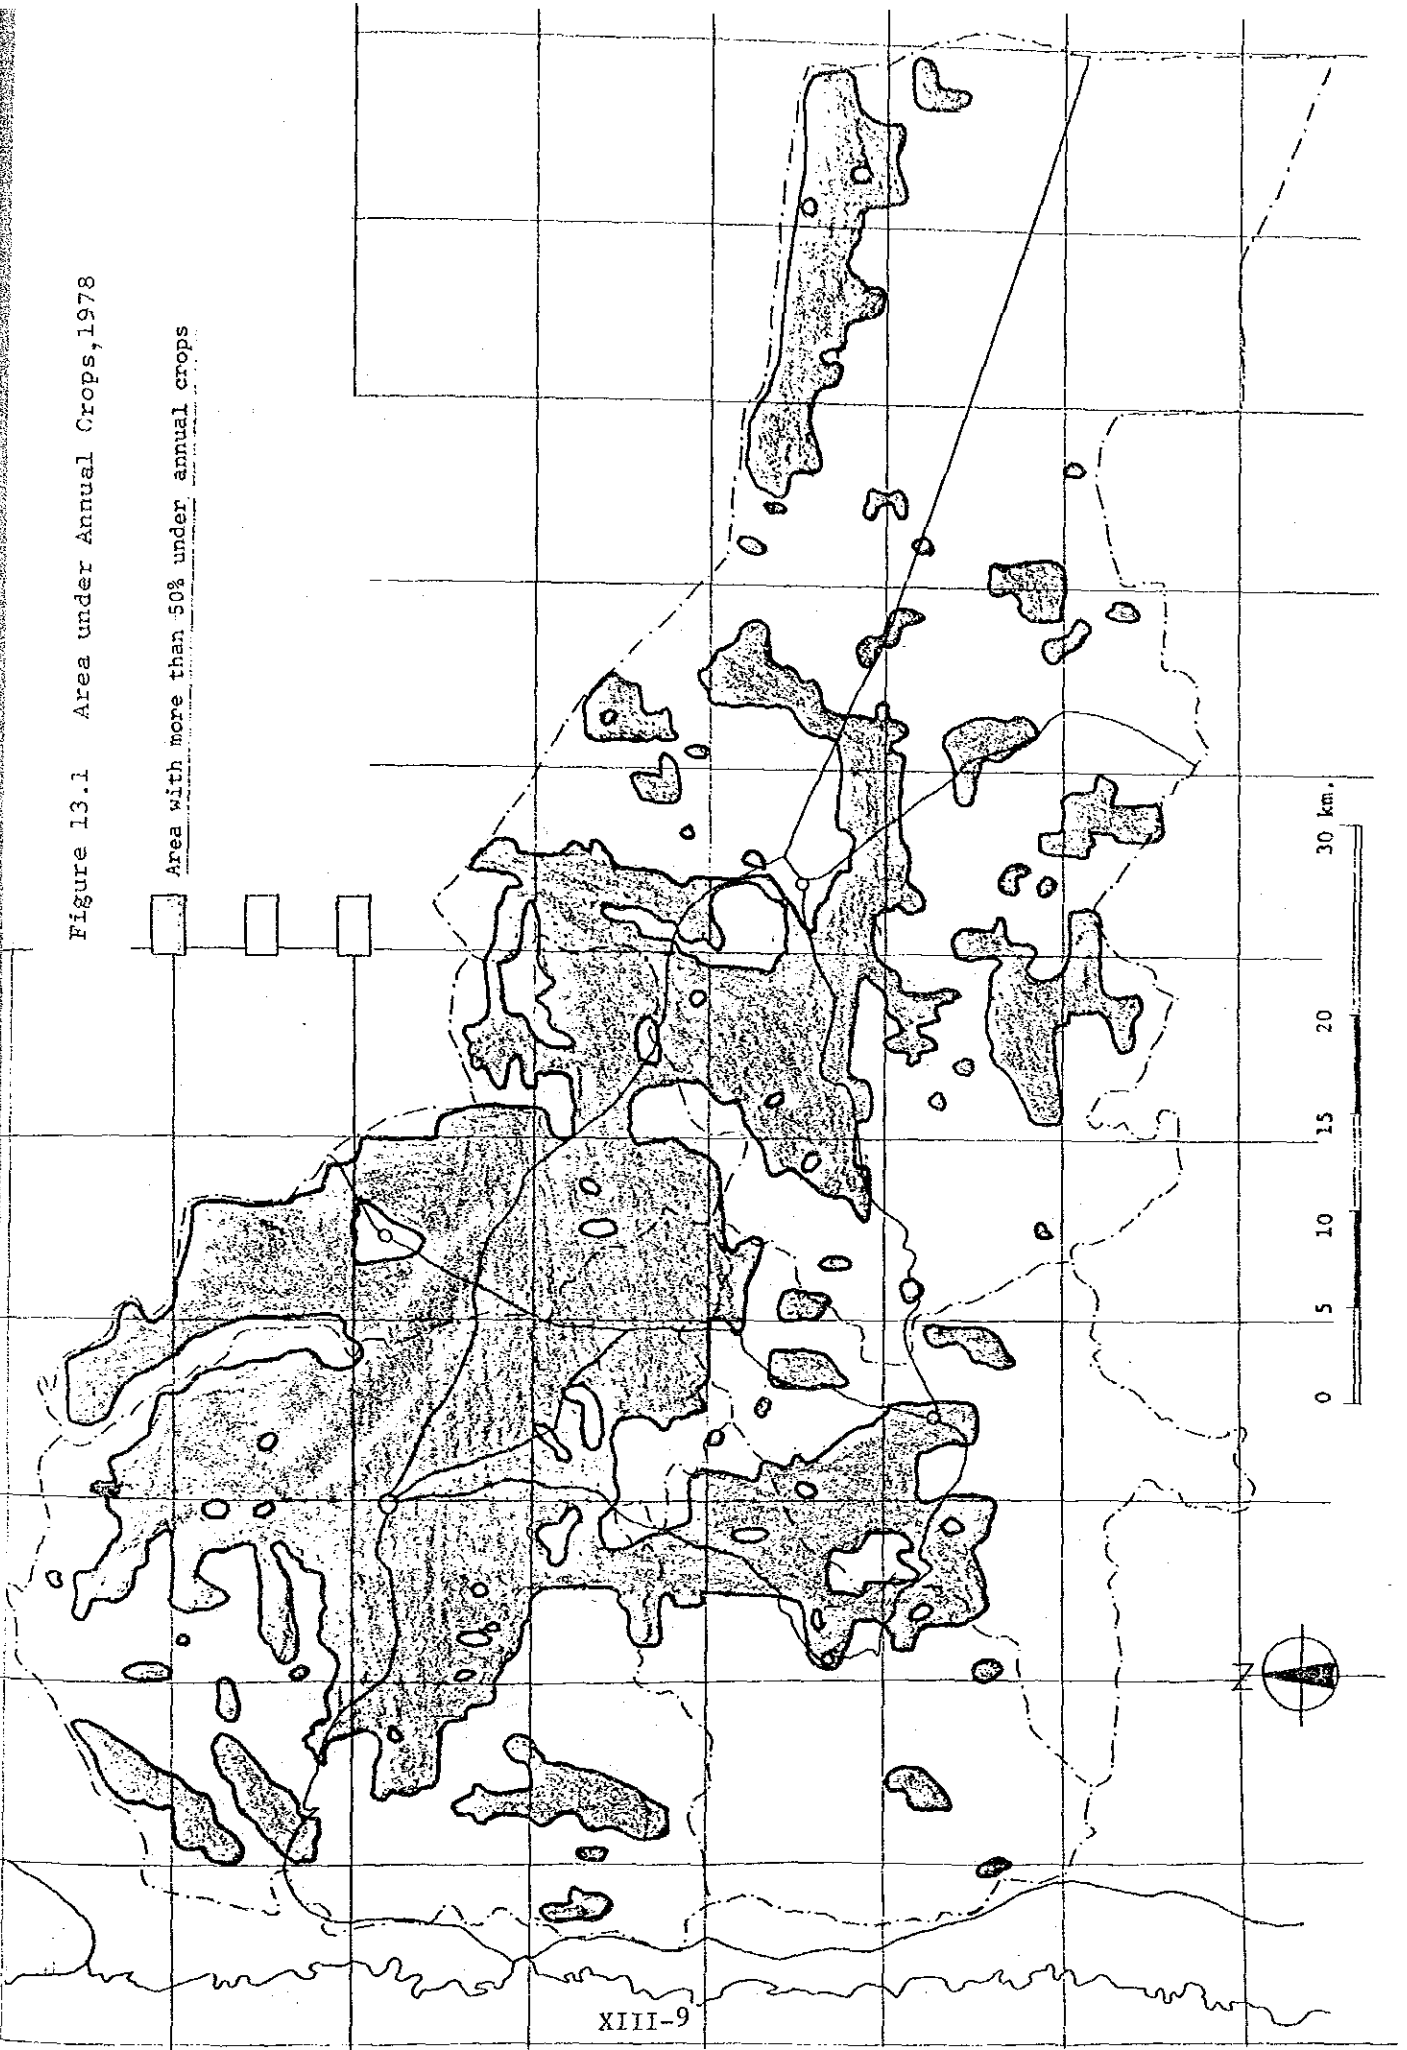 Figure 13.1 Area under Annual Crops, 1978
Area with more than 50% under annual crops
0 5 10 15 20 30 km.
N
XIII-9